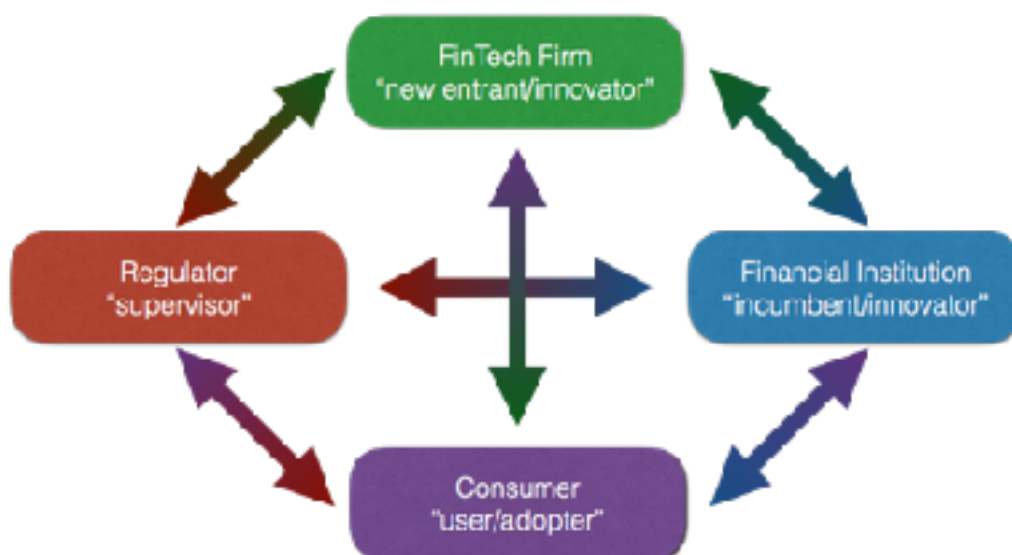 FinTech Firm
"new entrant/innovator"
Regulator
"supervisor"
Financial Institution
"incumbent/innovator"
Consumer
"user/adopter"